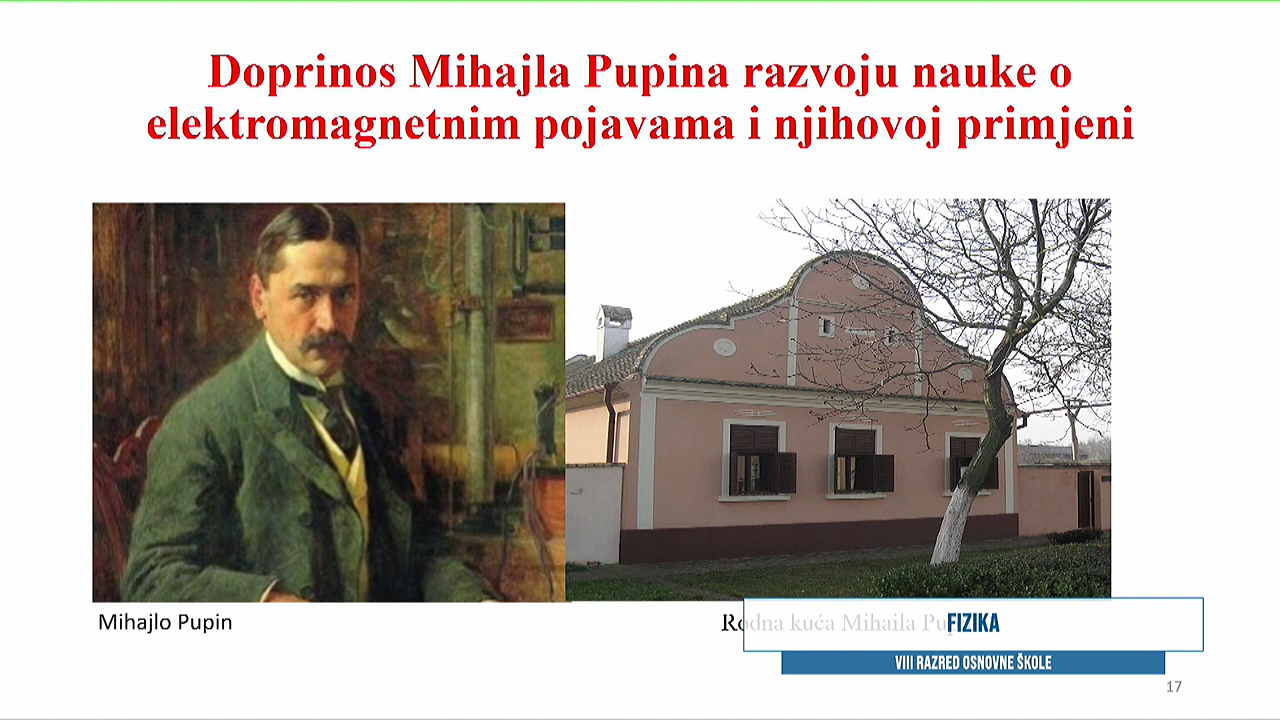 Doprinos Mihajla Pupina razvoju nauke o
elektromagnetnim pojavama i njihovoj primjeni
Mihajlo Pupin
Rodna kuća Mihaila
FIZIKA
VIII RAZRED OSNOVNE ŠKOLE
17